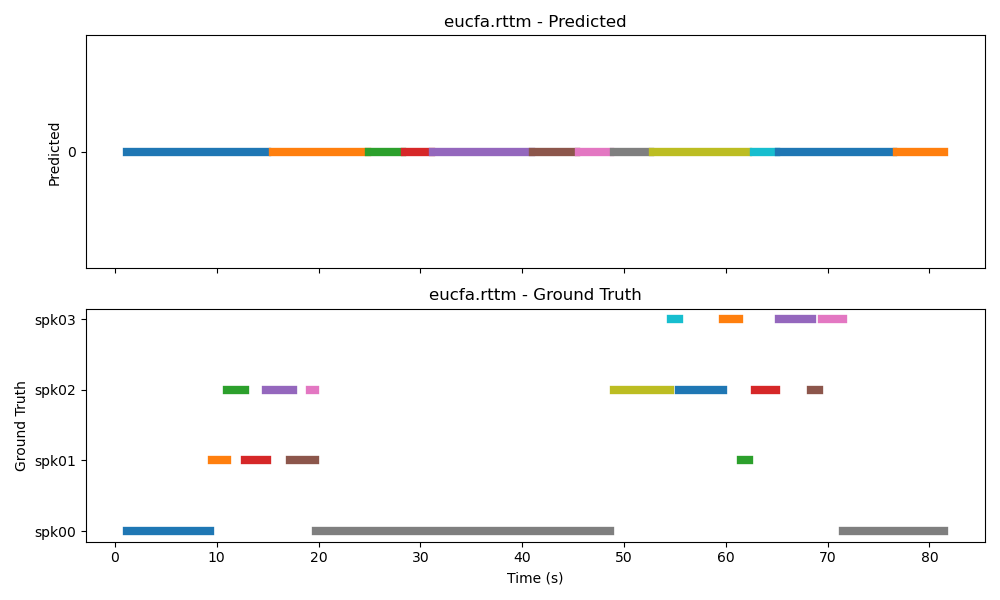 eucfa.rttm - Predicted
Predicted
0
eucfa.rttm - Ground Truth
Ground Truth
spk03
spk02
spk01
spk00
0 10 20 30 40 50 60 70 80
Time (s)